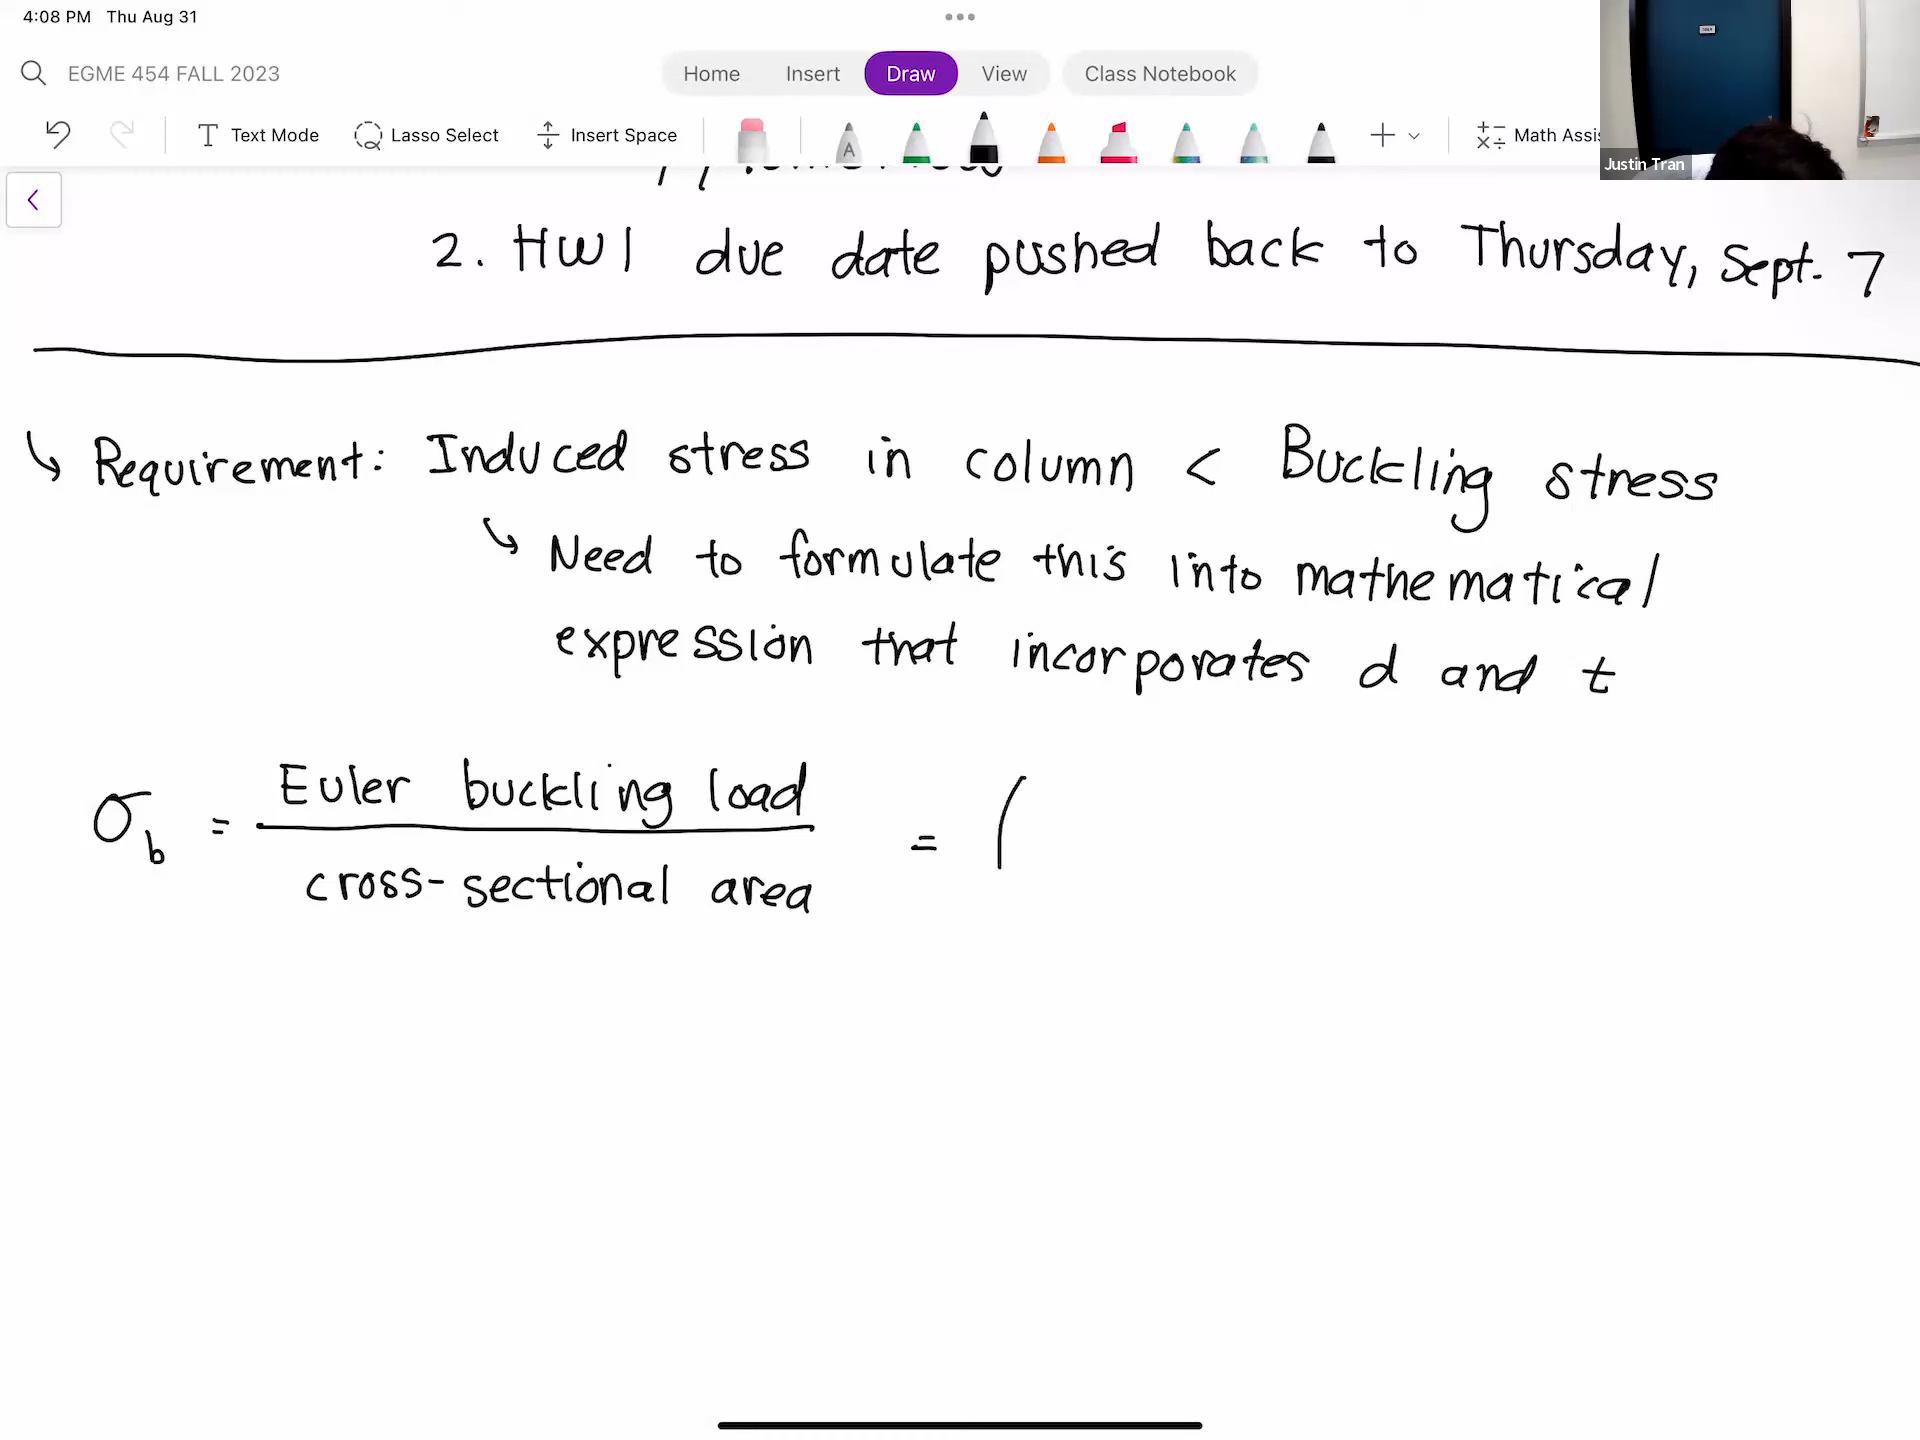 4:08 PM Thu Aug 31
EGME 454 FALL 2023
Home Insert Draw View Class Notebook
Text Mode Lasso Select Insert Space A Math Assis
Justin Tran
2. HW1 due date pushed back to Thursday, Sept. 7
↳ Requirement: Induced stress in column < Buckling stress
↳ Need to formulate this into mathematical
expression that incorporates d and t
σb = Euler buckling load = (
cross-sectional area